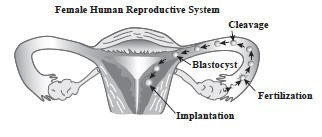 Female Human Reproductive System
Cleavage
Blastocyst
Fertilization
Implantation